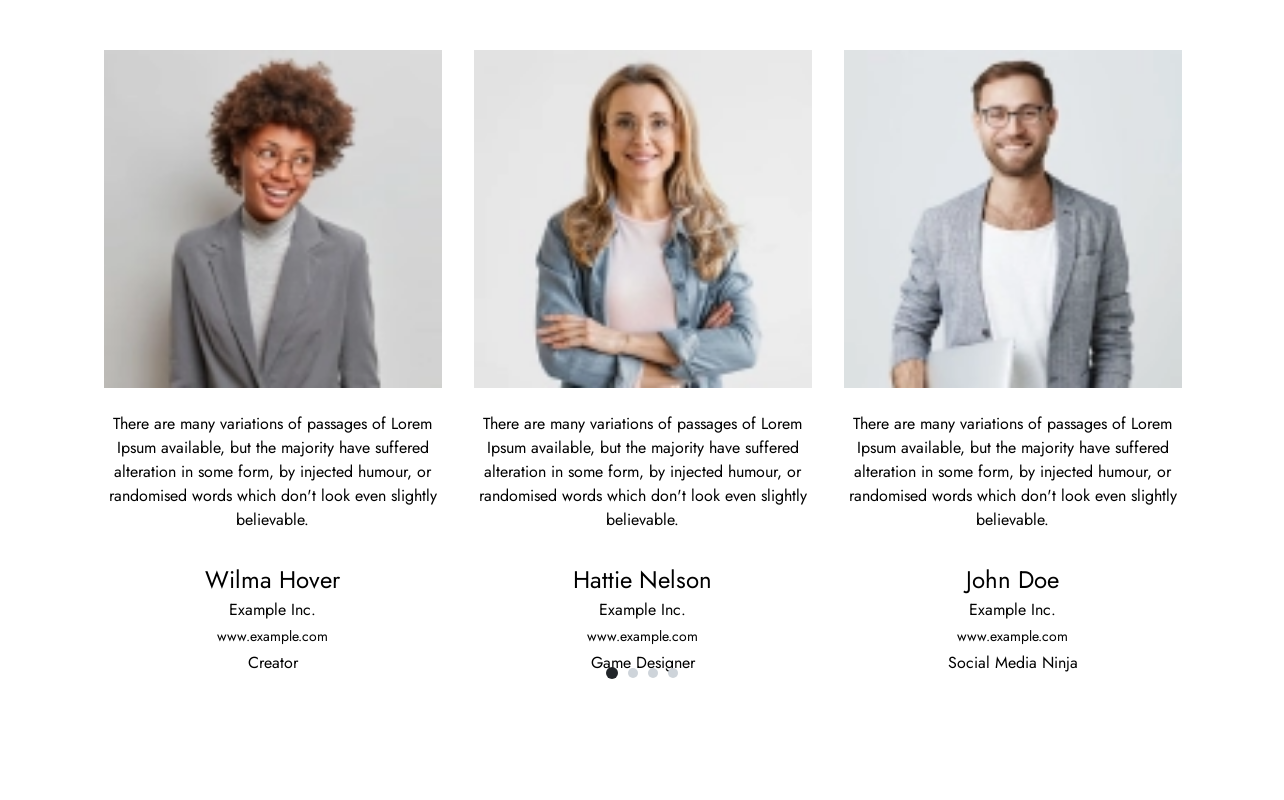 There are many variations of passages of Lorem
Ipsum available, but the majority have suffered
alteration in some form, by injected humour, or
randomised words which don't look even slightly
believable.
Wilma Hover
Example Inc.
www.example.com
Creator
There are many variations of passages of Lorem
Ipsum available, but the majority have suffered
alteration in some form, by injected humour, or
randomised words which don't look even slightly
believable.
Hattie Nelson
Example Inc.
www.example.com
Game Designer
There are many variations of passages of Lorem
Ipsum available, but the majority have suffered
alteration in some form, by injected humour, or
randomised words which don't look even slightly
believable.
John Doe
Example Inc.
www.example.com
Social Media Ninja